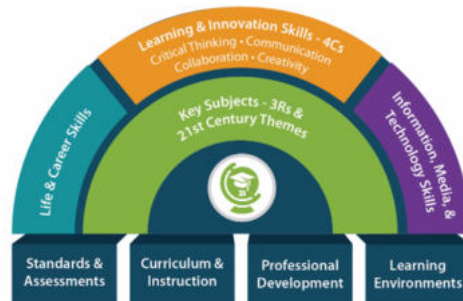 Learning & Innovation Skills - 4Cs
Critical Thinking • Communication
Collaboration • Creativity
Life & Career Skills
Key Subjects - 3Rs &
21st Century Themes
Information, Media, &
Technology Skills
21
Standards &
Assessments
Curriculum &
Instruction
Professional
Development
Learning
Environments